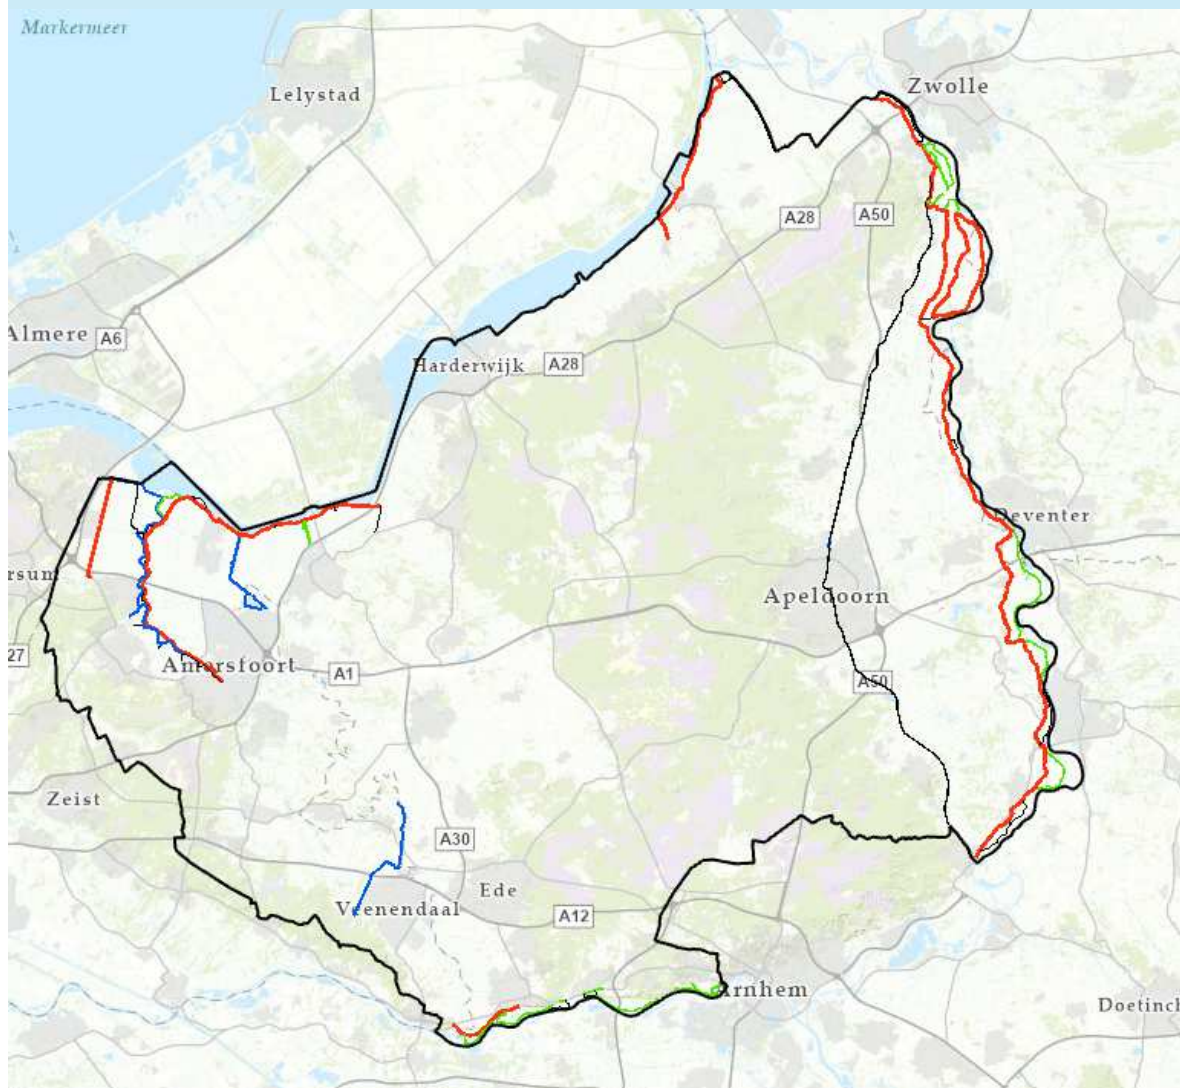 Markermeer
Zwolle
Lelystad
A28
A50
Almere
A6
Harderwijk
A28
Deventer
rsum
Apeldoorn
27
Amersfoort
A1
A50
Zeist
A30
Ede
Veenendaal
A12
Arnhem
Doetinch